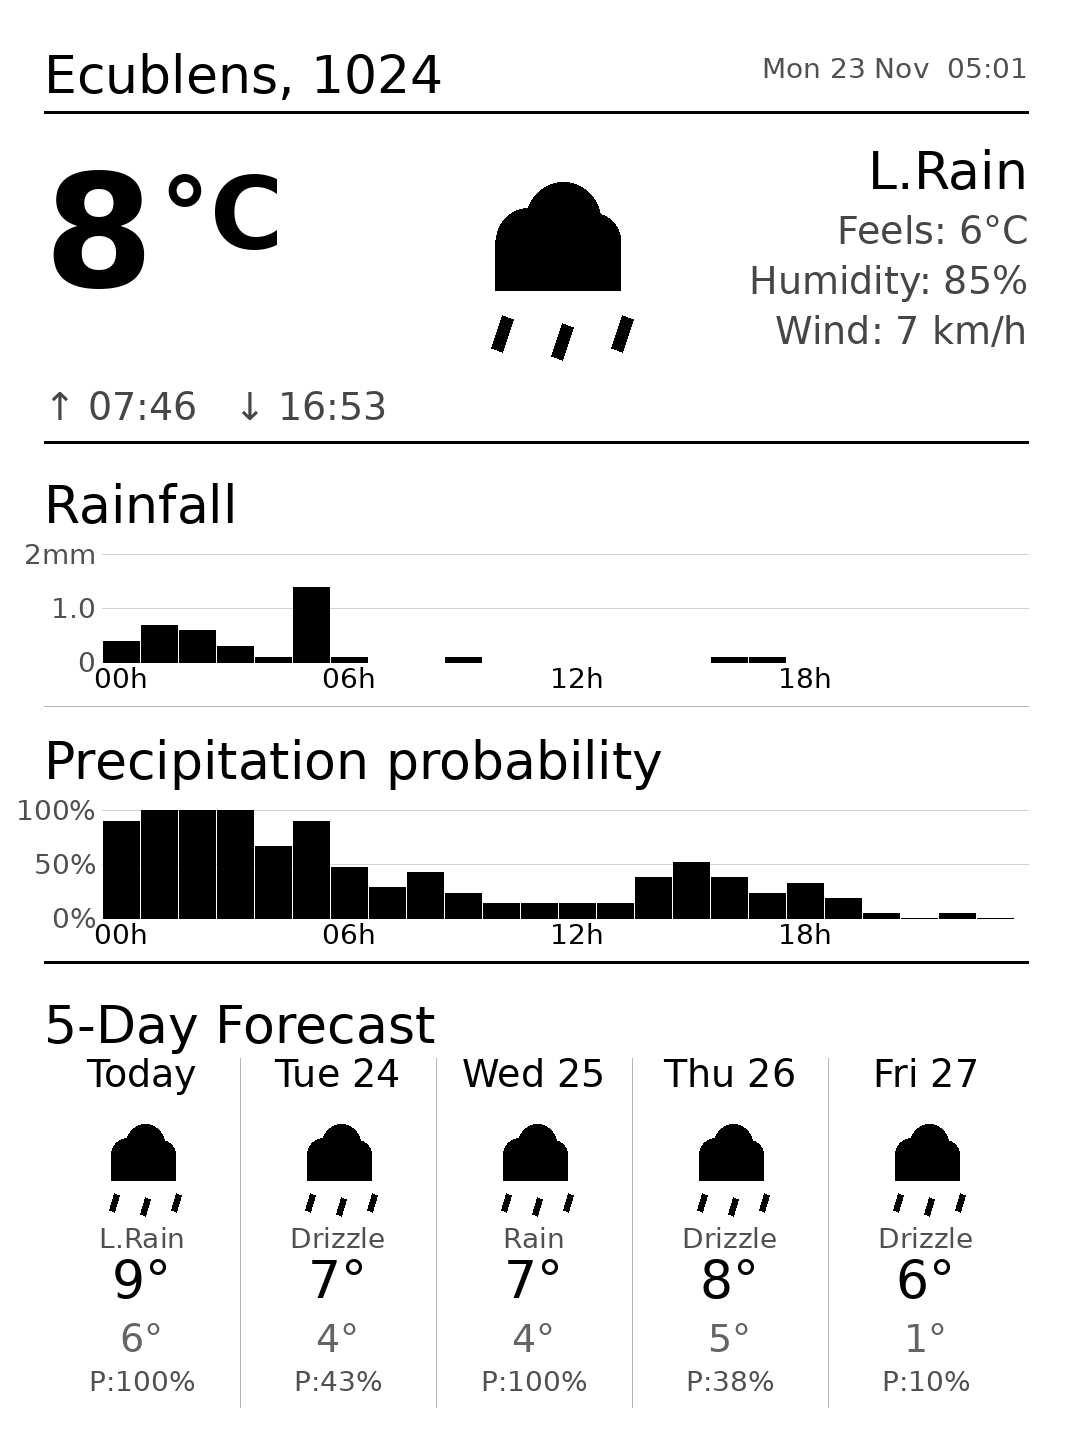 Ecublens, 1024
Mon 23 Nov  05:01
8°C
L.Rain
Feels: 6°C
Humidity: 85%
Wind: 7 km/h
↑ 07:46   ↓ 16:53
Rainfall
2mm
1.0
0
00h 06h 12h 18h
Precipitation probability
100%
50%
0%
00h 06h 12h 18h
5-Day Forecast
Today Tue 24 Wed 25 Thu 26 Fri 27
L.Rain Drizzle Rain Drizzle Drizzle
9° 7° 7° 8° 6°
6° 4° 4° 5° 1°
P:100% P:43% P:100% P:38% P:10%